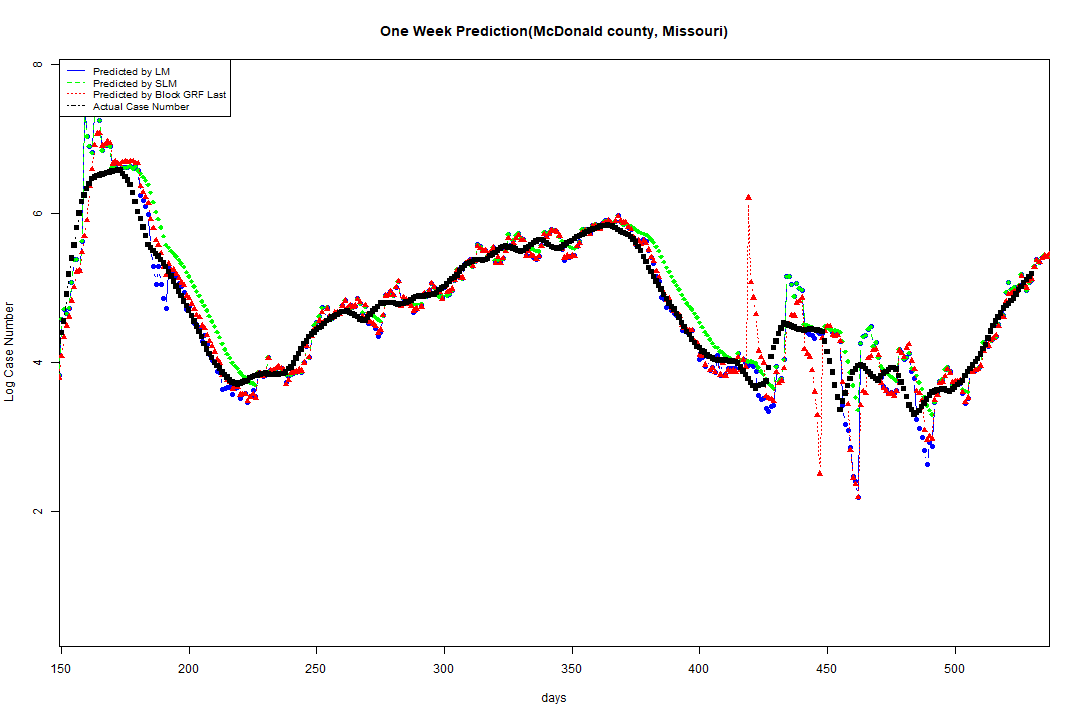 One Week Prediction(McDonald county, Missouri)
8
Predicted by LM
Predicted by SLM
Predicted by Block GRF Last
Actual Case Number
6
4
2
Log Case Number
150 200 250 300 350 400 450 500
days